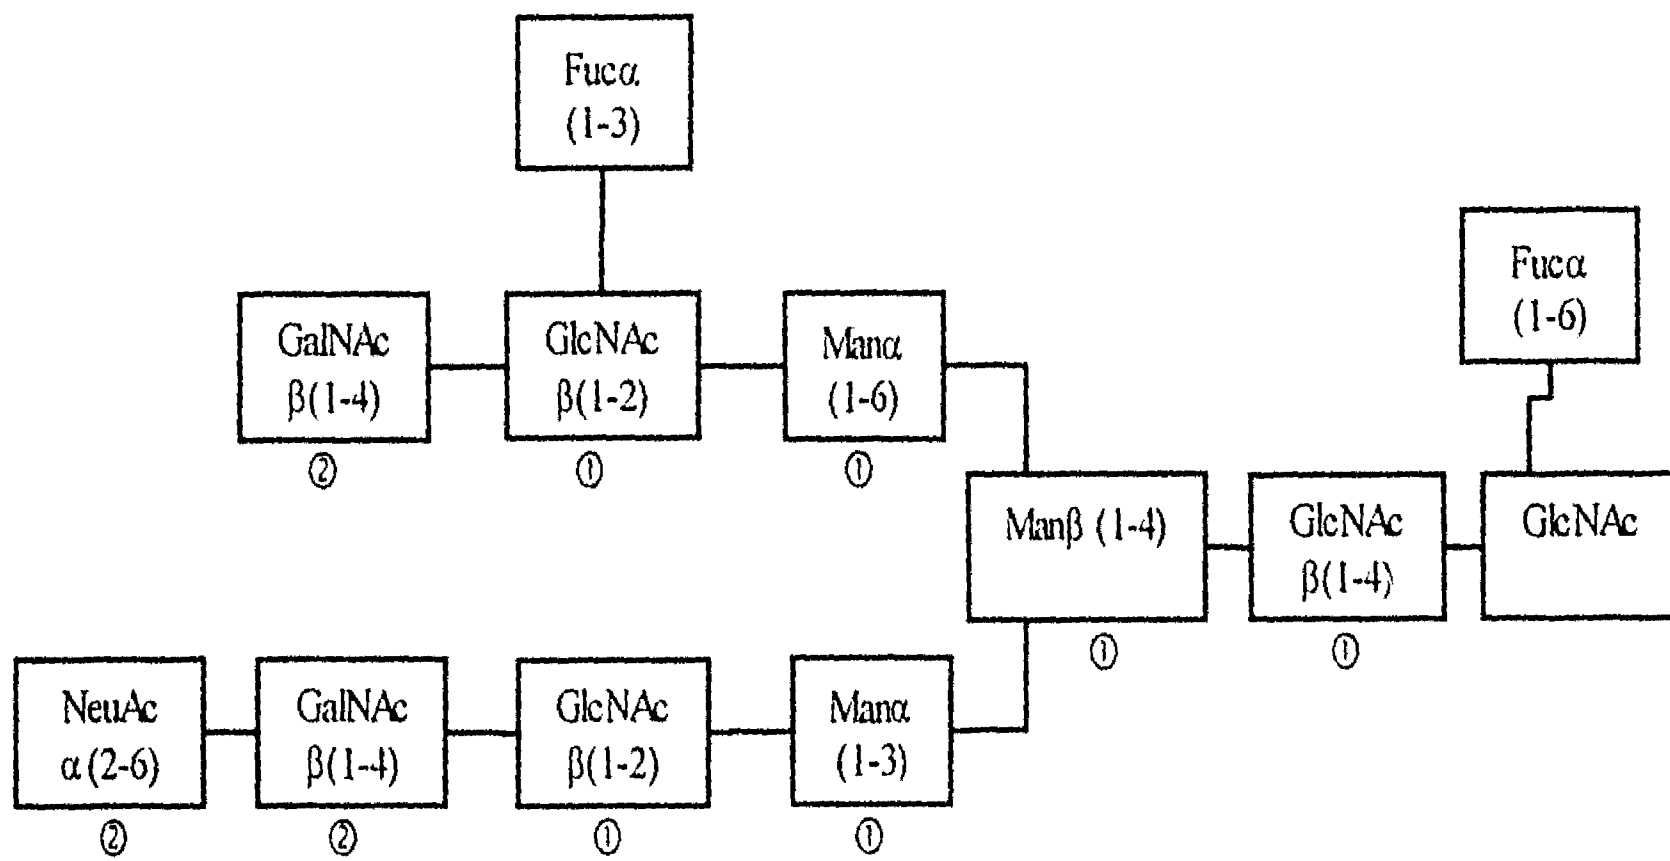 Fucα
(1-3)
Fucα
(1-6)
GalNAc
β(1-4)
②
GlcNAc
β(1-2)
①
Manα
(1-6)
①
Manβ (1-4)
①
GlcNAc
β(1-4)
①
GlcNAc
NeuAc
α(2-6)
②
GalNAc
β(1-4)
②
GlcNAc
β(1-2)
①
Manα
(1-3)
①